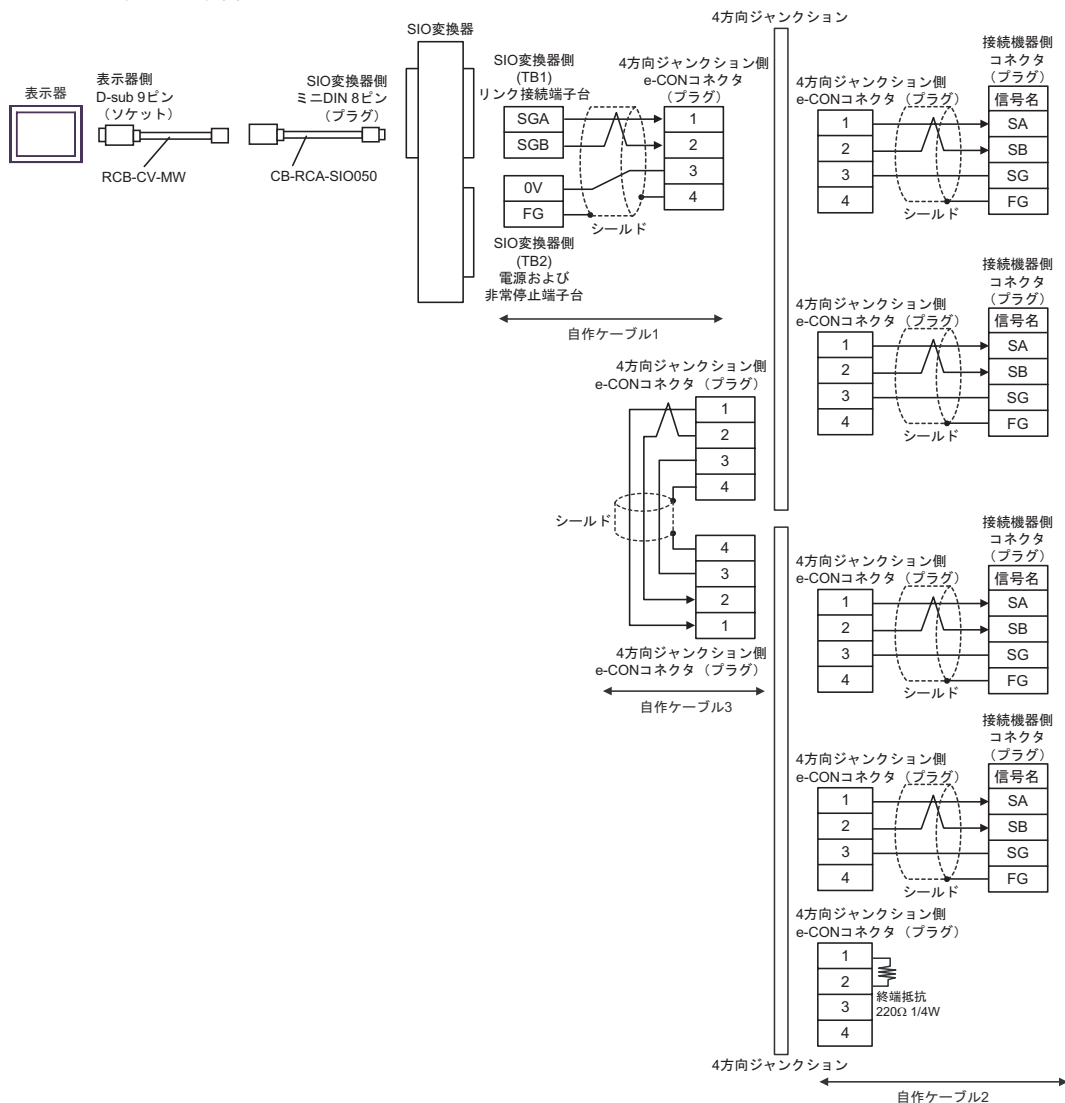 4方向ジャンクション
SIO変換器
表示器
表示器側
D-sub 9ピン
（ソケット）
RCB-CV-MW
SIO変換器側
ミニDIN 8ピン
（プラグ）
CB-RCA-SIO050
SIO変換器側
(TB1)
リンク接続端子台
SGA
SGB
0V
FG
SIO変換器側
(TB2)
電源および
非常停止端子台
4方向ジャンクション側
e-CONコネクタ
（プラグ）
1
2
3
4
シールド
自作ケーブル1
4方向ジャンクション側
e-CONコネクタ（プラグ）
1
2
3
4
シールド
4
3
2
1
4方向ジャンクション側
e-CONコネクタ（プラグ）
自作ケーブル3
4方向ジャンクション側
e-CONコネクタ（プラグ）
1
2
3
4
シールド
接続機器側
コネクタ
（プラグ）
信号名
SA
SB
SG
FG
4方向ジャンクション側
e-CONコネクタ（プラグ）
1
2
3
4
シールド
接続機器側
コネクタ
（プラグ）
信号名
SA
SB
SG
FG
4方向ジャンクション側
e-CONコネクタ（プラグ）
1
2
3
4
シールド
接続機器側
コネクタ
（プラグ）
信号名
SA
SB
SG
FG
4方向ジャンクション側
e-CONコネクタ（プラグ）
1
2
3
4
シールド
接続機器側
コネクタ
（プラグ）
信号名
SA
SB
SG
FG
4方向ジャンクション側
e-CONコネクタ（プラグ）
1
2
3
4
終端抵抗
220Ω 1/4W
4方向ジャンクション
自作ケーブル2